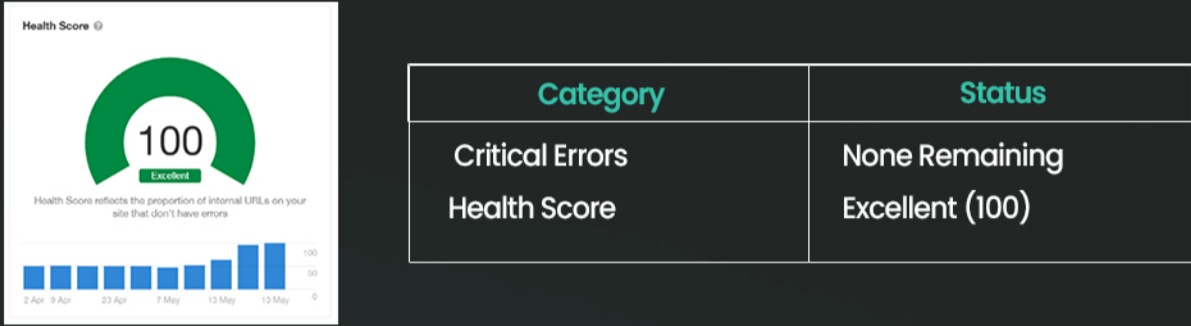 Health Score ?
100
Excellent
Health Score reflects the proportion of internal URLs on your
site that don't have errors
100
50
0
2 Apr 9 Apr 23 Apr 7 May 13 May 13 May
Category Status
Critical Errors None Remaining
Health Score Excellent (100)